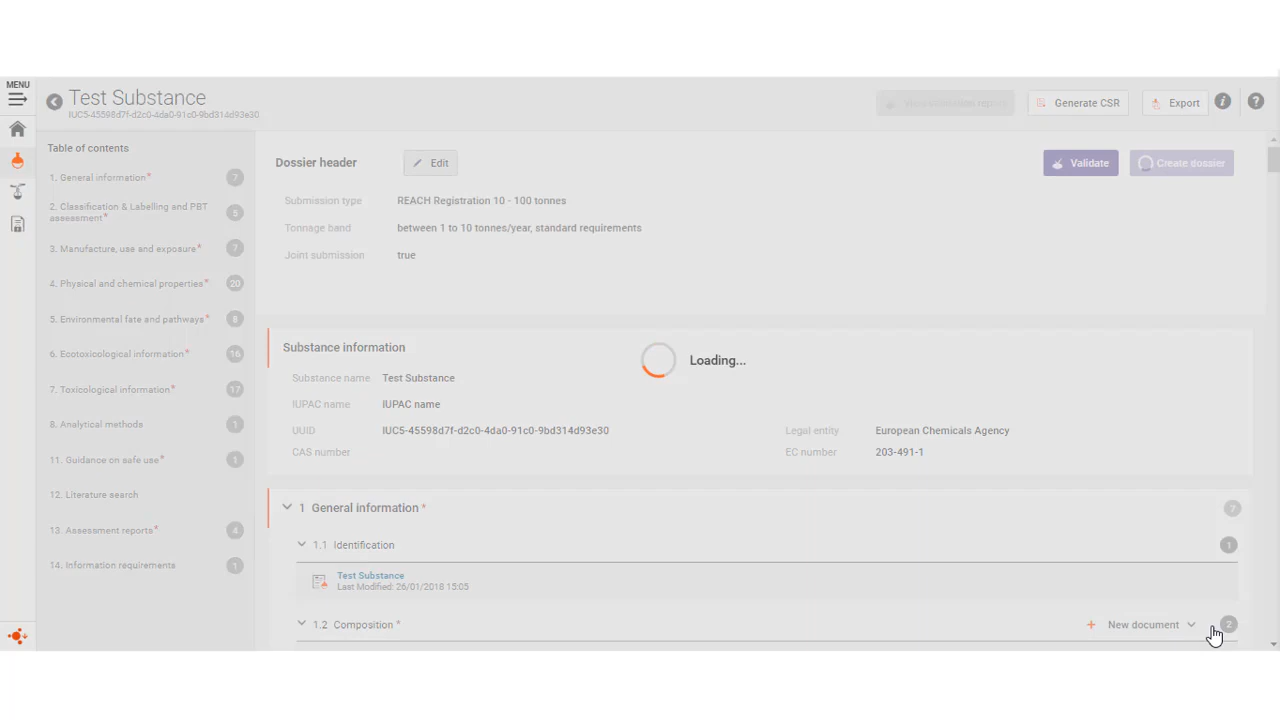 MENU
Test Substance
IUC5-45598d7f-d2c0-4da0-91c0-9bd314d93e30
Generate CSR
Export
Table of contents
1. General information*
7
2. Classification & Labelling and PBT
assessment*
5
3. Manufacture, use and exposure*
7
4. Physical and chemical properties*
20
5. Environmental fate and pathways*
8
6. Ecotoxicological information*
16
7. Toxicological information*
17
8. Analytical methods
1
11. Guidance on safe use*
1
12. Literature search
13. Assessment reports*
4
14. Information requirements
1
Dossier header
Edit
Validate
Create dossier
Submission type REACH Registration 10 - 100 tonnes
Tonnage band between 1 to 10 tonnes/year, standard requirements
Joint submission true
Substance information
Loading...
Substance name Test Substance
IUPAC name IUPAC name
UUID IUC5-45598d7f-d2c0-4da0-91c0-9bd314d93e30
Legal entity European Chemicals Agency
CAS number
EC number 203-491-1
1 General information *
7
1.1 Identification
1
Test Substance
Last Modified: 26/01/2018 15:05
1.2 Composition *
+ New document
2